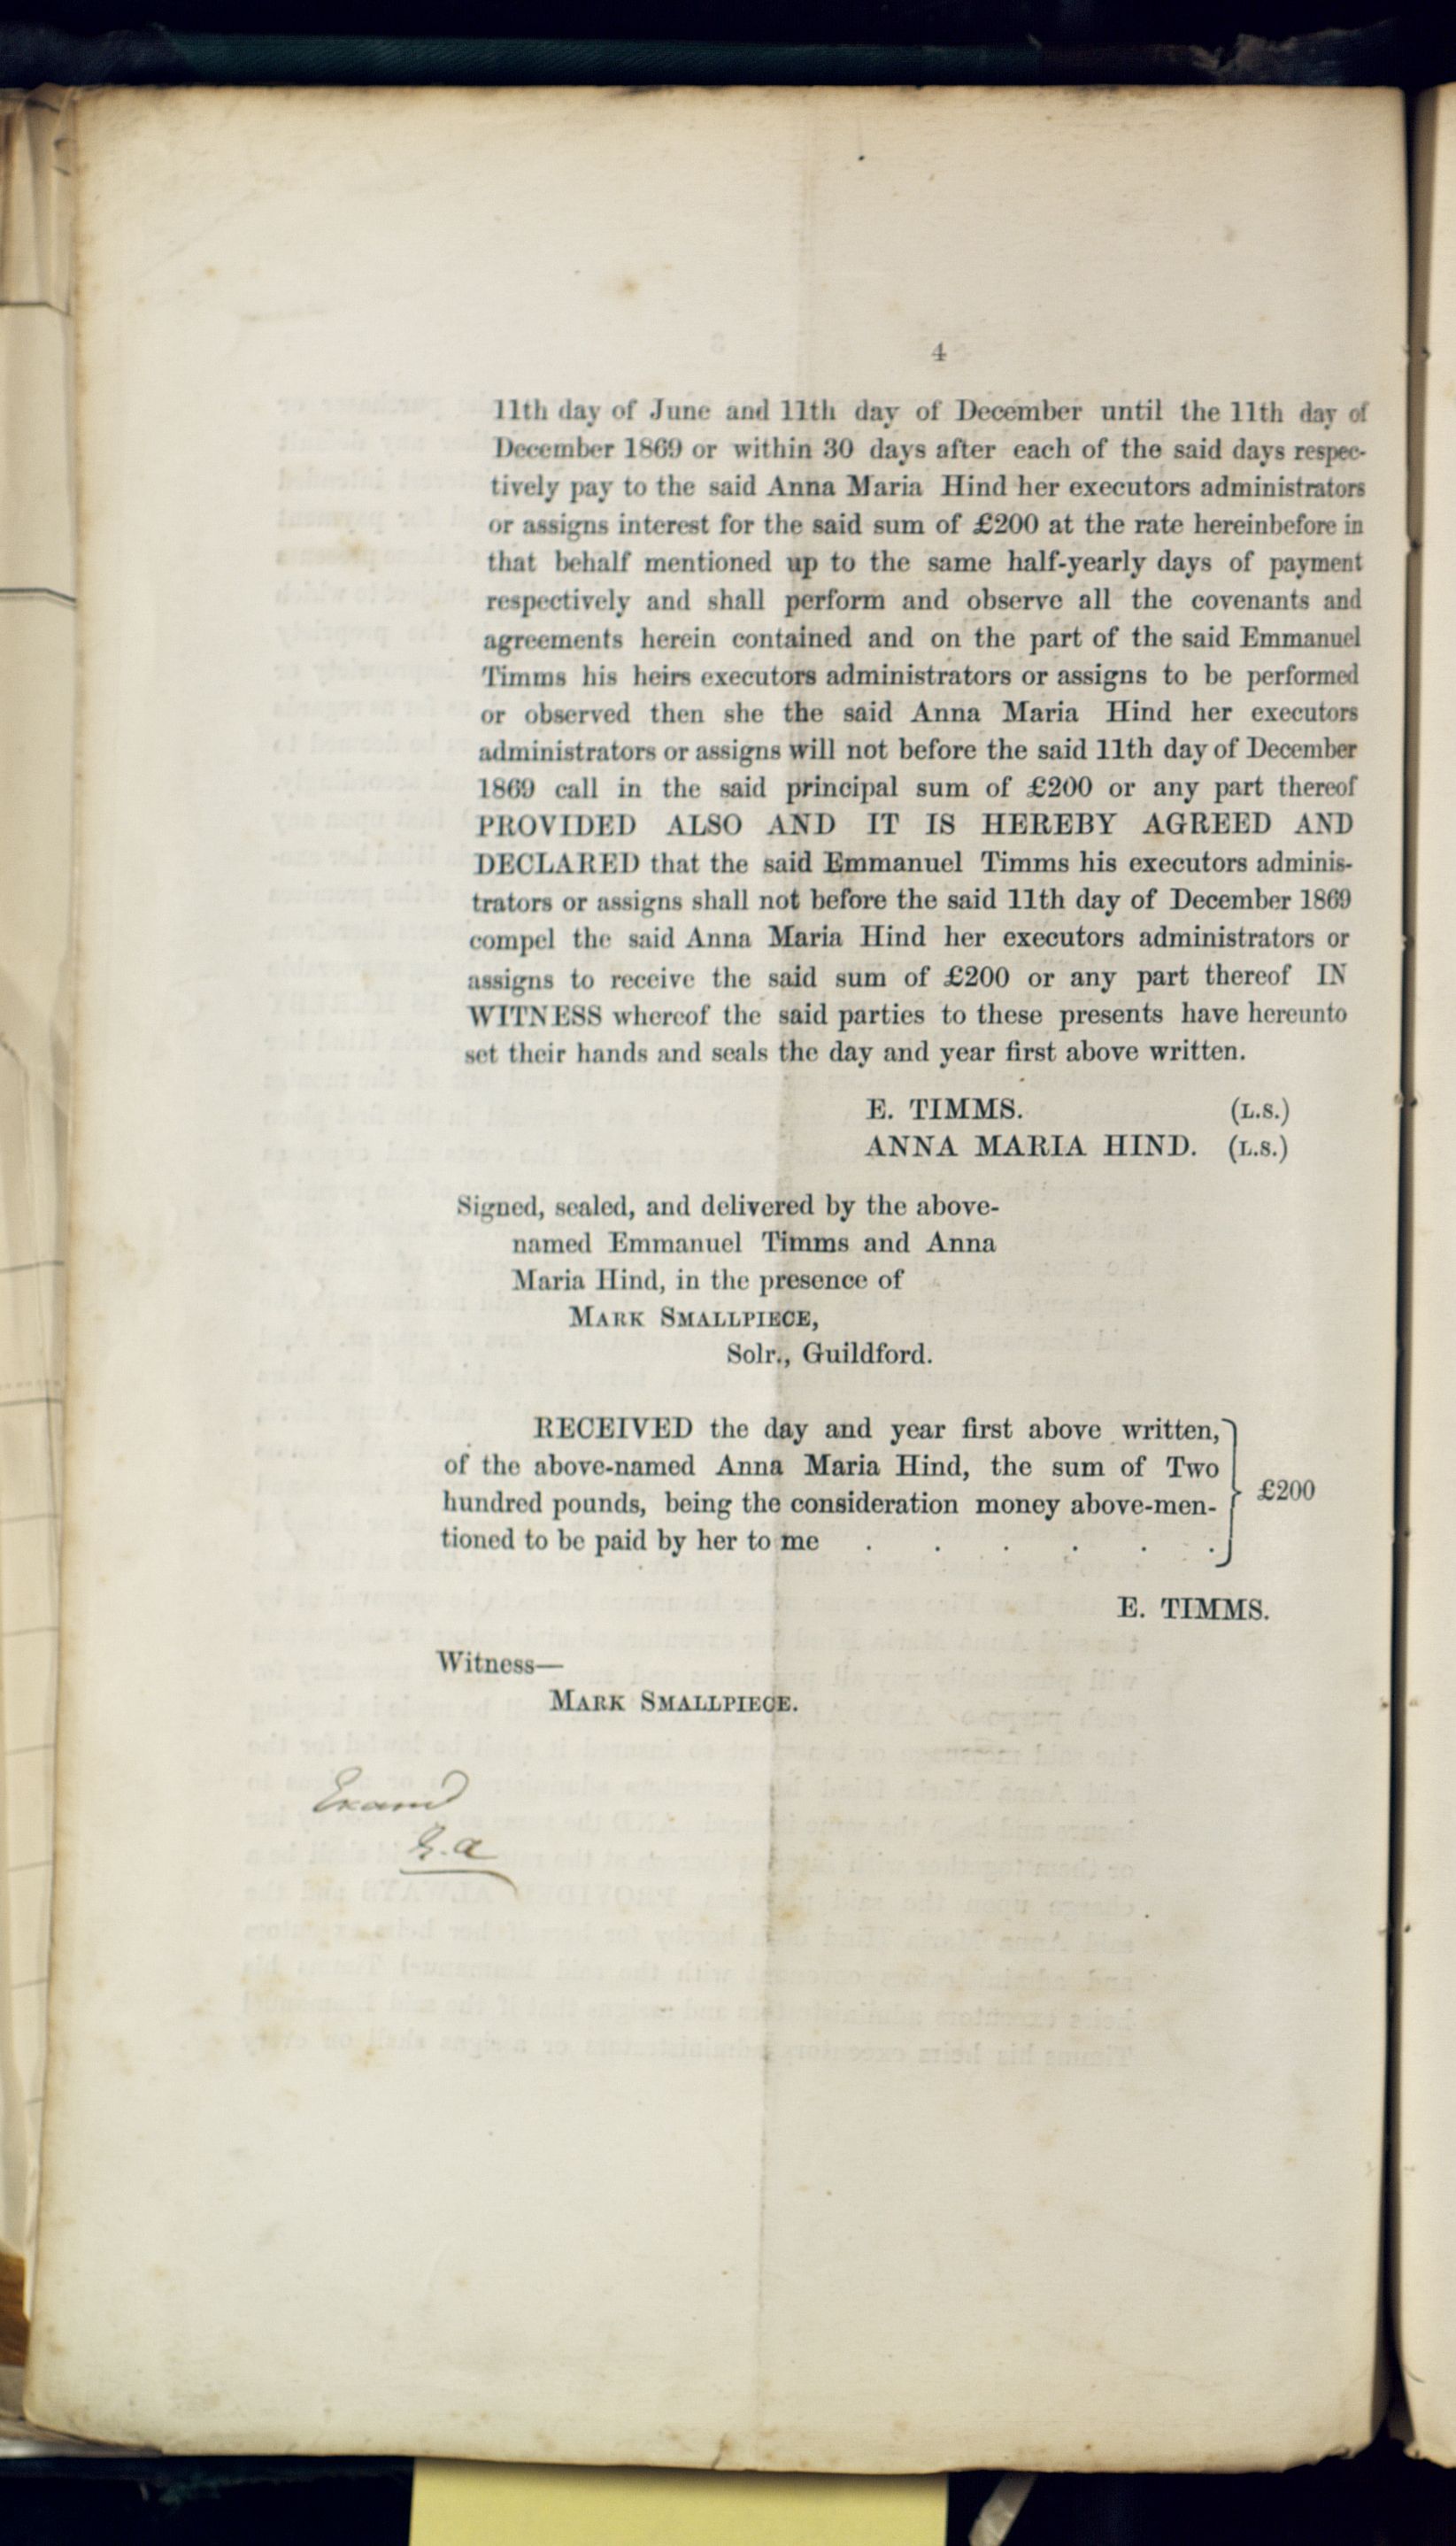 4
11th day of June and 11th day of December until the 11th day of
December 1869 or within 30 days after each of the said days respec-
tively pay to the said Anna Maria Hind her executors administrators
or assigns interest for the said sum of £200 at the rate hereinbefore in
that behalf mentioned up to the same half-yearly days of payment
respectively and shall perform and observe all the covenants and
agreements herein contained and on the part of the said Emmanuel
Timms his heirs executors administrators or assigns to be performed
or observed then she the said Anna Maria Hind her executors
administrators or assigns will not before the said 11th day of December
1869 call in the said principal sum of £200 or any part thereof
PROVIDED ALSO AND IT IS HEREBY AGREED AND
DECLARED that the said Emmanuel Timms his executors adminis-
trators or assigns shall not before the said 11th day of December 1869
compel the said Anna Maria Hind her executors administrators or
assigns to receive the said sum of £200 or any part thereof IN
WITNESS whereof the said parties to these presents have hereunto
set their hands and seals the day and year first above written.
E. TIMMS. (L.S.)
ANNA MARIA HIND. (L.S.)
Signed, sealed, and delivered by the above-
named Emmanuel Timms and Anna
Maria Hind, in the presence of
MARK SMALLPIECE,
Solr., Guildford.
RECEIVED the day and year first above written,
of the above-named Anna Maria Hind, the sum of Two
hundred pounds, being the consideration money above-men-
tioned to be paid by her to me . . . . . .
£200
E. TIMMS.
Witness—
MARK SMALLPIECE.
Examd